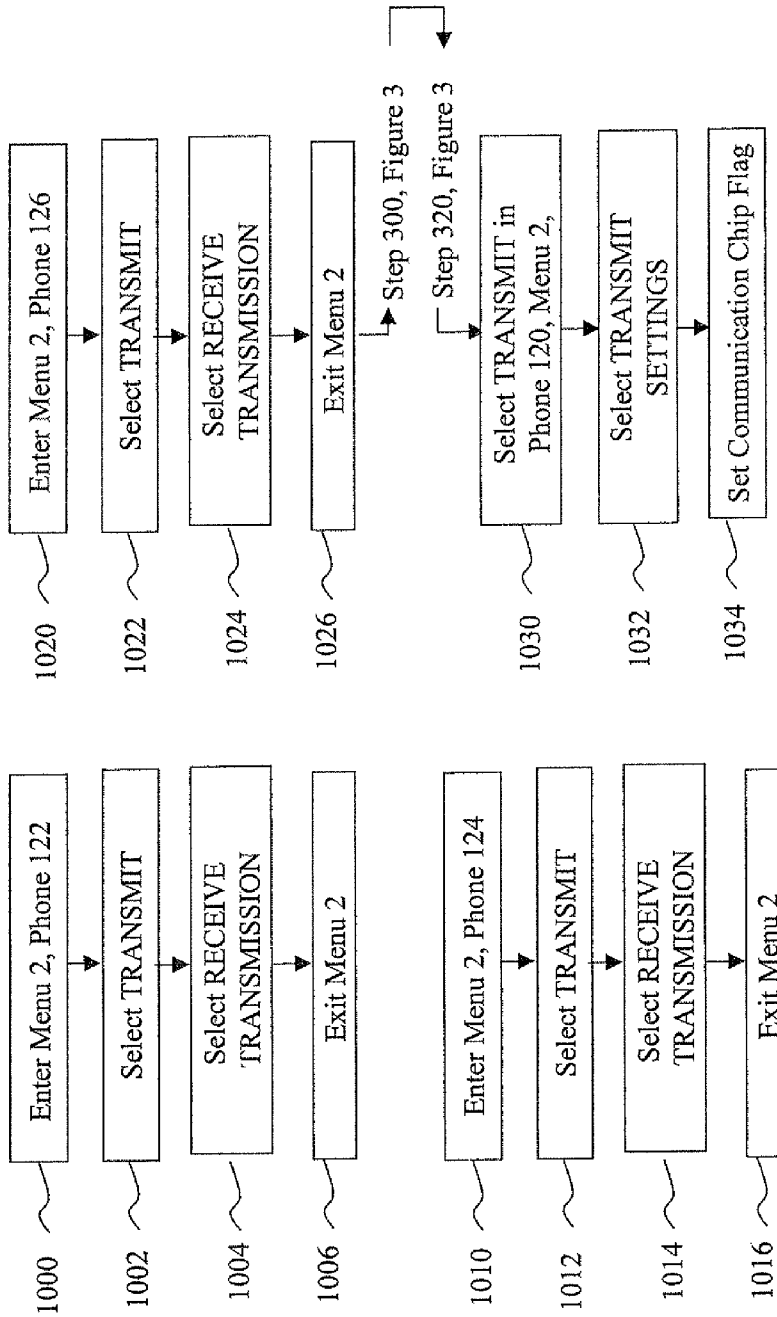 1000
Enter Menu 2, Phone 122
1002
Select TRANSMIT
1004
Select RECEIVE
TRANSMISSION
1006
Exit Menu 2
1010
Enter Menu 2, Phone 124
1012
Select TRANSMIT
1014
Select RECEIVE
TRANSMISSION
1016
Exit Menu 2
1020
Enter Menu 2, Phone 126
1022
Select TRANSMIT
1024
Select RECEIVE
TRANSMISSION
1026
Exit Menu 2
Step 300, Figure 3
Step 320, Figure 3
1030
Select TRANSMIT in
Phone 120, Menu 2,
1032
Select TRANSMIT
SETTINGS
1034
Set Communication Chip Flag